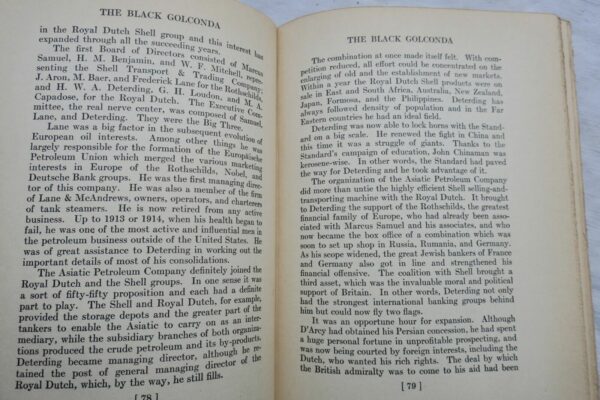 THE BLACK GOLCONDA
in the Royal Dutch Shell group and this interest has
expanded through all the succeeding years.
The first Board of Directors consisted of Marcus
Samuel, H. M. Benjamin, and W. F. Mitchell, repre-
senting the Shell Transport & Trading Company;
J. Aron, M. Baer, and Frederick Lane for the Rothschilds,
and H. W. A. Deterding, G. H. Loudon, and M. A.
Capadose, for the Royal Dutch. The Executive Com-
mittee, the real nerve center, was composed of Samuel,
Lane, and Deterding. They were the Big Three.
Lane was a big factor in the subsequent evolution of
European oil interests. Among other things he was
largely responsible for the formation of the Europäische
Petroleum Union which merged the various marketing
interests in Europe of the Rothschilds, Nobel, and
Deutsche Bank groups. He was the first managing direc-
tor of this company. He was also a member of the firm
of Lane & McAndrews, owners, operators, and charterers
of tank steamers. He is now retired from any active
business. Up to 1913 or 1914, when his health began to
fail, he was one of the most active and influential men in
the petroleum business outside of the United States. He
was of great assistance to Deterding in working out the
important details of most of his consolidations.
The Asiatic Petroleum Company definitely joined the
Royal Dutch and the Shell. In one sense it was
a sort of fifty-fifty proposition and each had a definite
part to play. The Shell and Royal Dutch, for example,
provided the storage depots and the greater part of the
tankers to enable the Asiatic to carry on as an inter-
mediary, while the subsidiary branches of both organiza-
tions produced the crude petroleum and its by-products.
Deterding became managing director, although he re-
tained the post of general managing director of the
Royal Dutch, which, by the way, he still fills.
[ 78 ]
THE BLACK GOLCONDA
The combination at once made itself felt. With com-
petition reduced, all effort could be concentrated on the
enlarging of old and the establishment of new markets.
Within a year the Royal Dutch Shell products were on
sale in East and South Africa, Australia, New Zealand,
Japan, Formosa, and the Philippines. Deterding has
always followed density of population and in the Far
Eastern countries he had an ideal field.
Deterding was now able to lock horns with the Stand-
ard on a big scale. He renewed the fight in China and
this time it was a struggle of giants. Thanks to the
Standard's campaign of education, John Chinaman was
kerosene-wise. In other words, the Standard had paved
the way for Deterding and he took advantage of it.
The organization of the Asiatic Petroleum Company
did more than untie the highly efficient Shell selling-and-
transporting machine with the Royal Dutch. It brought
to Deterding the support of the Rothschilds, the greatest
financial family of Europe, who had already been asso-
ciated with Marcus Samuel and his associates, and who
now became the box office of a combination which was
soon to set up shop in Russia, Rumania, and Germany.
As his scope widened, the great Jewish bankers of France
and Germany also got in line and strengthened his
financial offensive. The coalition with Shell brought a
third asset, which was the invaluable moral and political
support of Britain. In other words, Deterding not only
had the strongest international banking groups behind
him but could now fly two flags.
It was an opportune hour for expansion. Although
D'Arcy had obtained his Persian concession, he had spent
a huge personal fortune in unprofitable prospecting, and
was now being courted by foreign interests, including the
Dutch, who wanted his rich rights. The deal by which
the British admiralty was to come to his aid had been
[ 79 ]